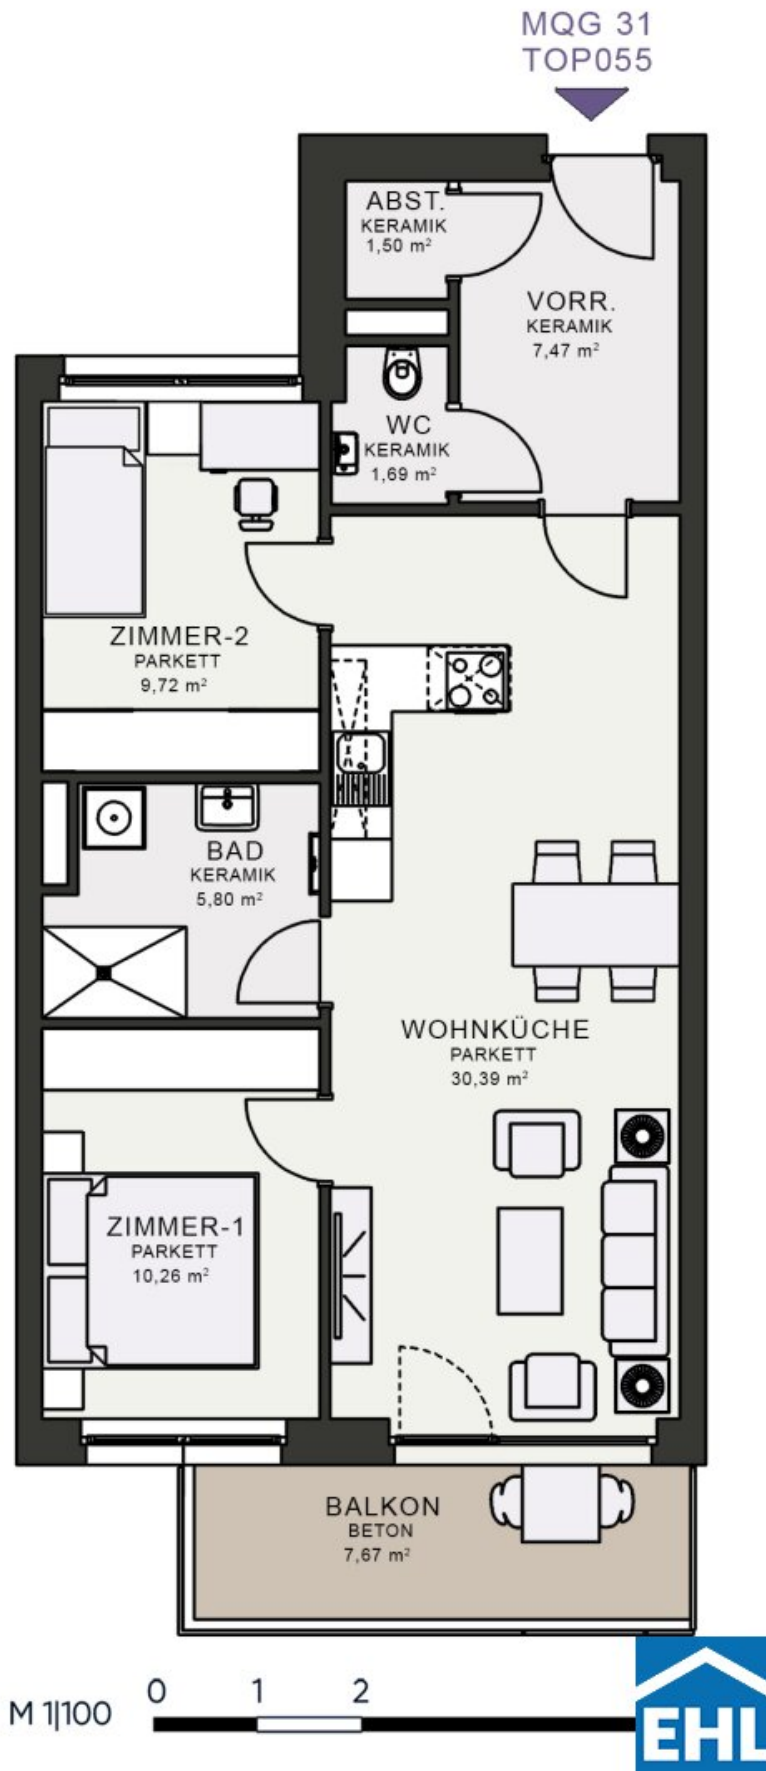 MQG 31
TOP055
ABST.
KERAMIK
1,50 m²
VORR.
KERAMIK
7,47 m²
WC
KERAMIK
1,69 m²
ZIMMER-2
PARKETT
9,72 m²
BAD
KERAMIK
5,80 m²
WOHNKÜCHE
PARKETT
30,39 m²
ZIMMER-1
PARKETT
10,26 m²
BALKON
BETON
7,67 m²
M 1|100
0 1 2
EHL